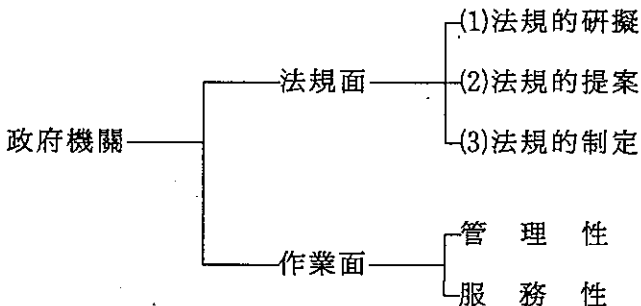 (1)法規的研擬
法規面
(2)法規的提案
政府機關
(3)法規的制定
管理性
作業面
服務性